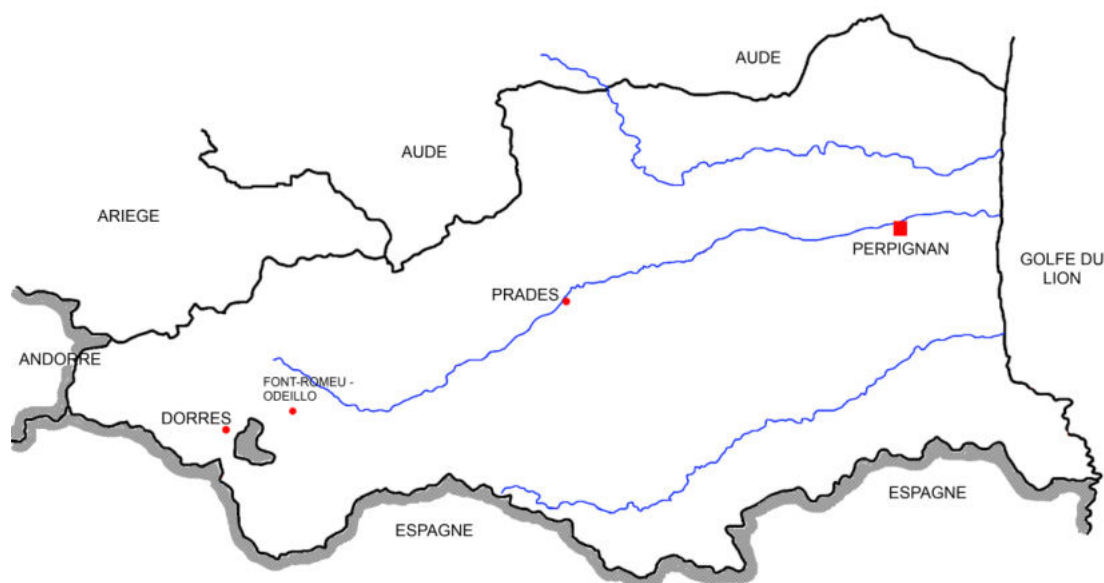 AUDE
AUDE
ARIEGE
PERPIGNAN
GOLFE DU
LION
PRADES
ANDORRE
FONT-ROMEU -
ODEILLO
DORRES
ESPAGNE
ESPAGNE